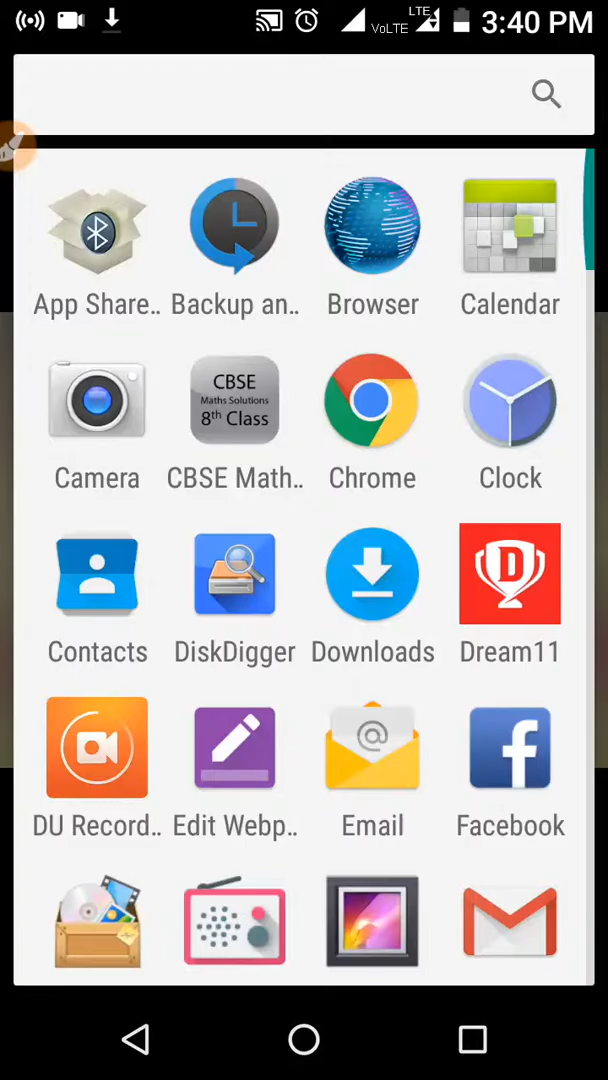 LTE
VoLTE
3:40 PM
App Share..
Backup an..
Browser
Calendar
CBSE
Maths Solutions
8th Class
Camera
CBSE Math..
Chrome
Clock
D
Contacts
DiskDigger
Downloads
Dream11
@
f
DU Record..
Edit Webp..
Email
Facebook